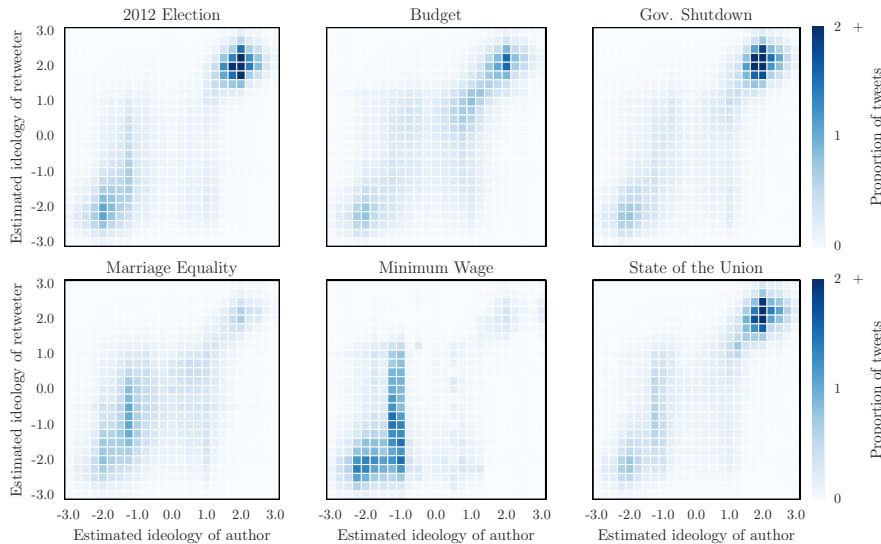 2012 Election
Budget
Gov. Shutdown
Estimated ideology of retweeter
3.0
2.0
1.0
0.0
-1.0
-2.0
-3.0
2 +
1
0
Proportion of tweets
Marriage Equality
Minimum Wage
State of the Union
Estimated ideology of retweeter
3.0
2.0
1.0
0.0
-1.0
-2.0
-3.0
2 +
1
0
Proportion of tweets
-3.0 -2.0 -1.0 0.0 1.0 2.0 3.0
-3.0 -2.0 -1.0 0.0 1.0 2.0 3.0
-3.0 -2.0 -1.0 0.0 1.0 2.0 3.0
Estimated ideology of author
Estimated ideology of author
Estimated ideology of author